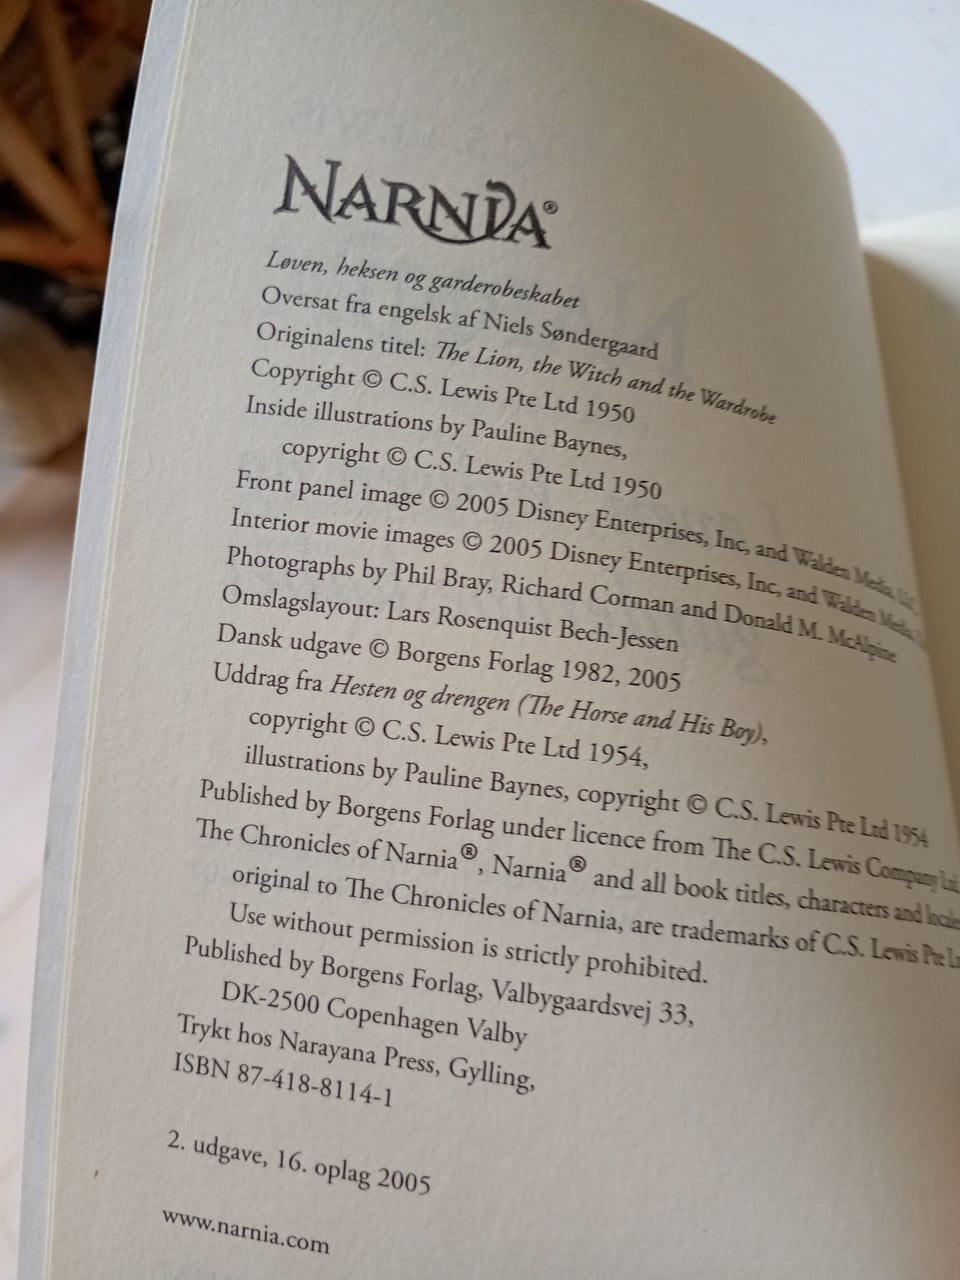 NARNIA®
Løven, heksen og garderobeskabet
Oversat fra engelsk af Niels Søndergaard
Originalens titel: The Lion, the Witch and the Wardrobe
Copyright © C.S. Lewis Pte Ltd 1950
Inside illustrations by Pauline Baynes,
copyright © C.S. Lewis Pte Ltd 1950
Front panel image © 2005 Disney Enterprises, Inc, and Walden Media,
Interior movie images © 2005 Disney Enterprises, Inc, and Walden Media,
Photographs by Phil Bray, Richard Corman and Donald M. McAlpine
Omslagslayout: Lars Rosenquist Bech-Jessen
Dansk udgave © Borgens Forlag 1982, 2005
Uddrag fra Hesten og drengen (The Horse and His Boy),
copyright © C.S. Lewis Pte Ltd 1954,
illustrations by Pauline Baynes, copyright © C.S. Lewis Pte Ltd 1954
Published by Borgens Forlag under licence from The C.S. Lewis Company Ltd.
The Chronicles of Narnia®, Narnia® and all book titles, characters and
original to The Chronicles of Narnia, are trademarks of C.S. Lewis Pte
Use without permission is strictly prohibited.
Published by Borgens Forlag, Valbygaardsvej 33,
DK-2500 Copenhagen Valby
Trykt hos Narayana Press, Gylling,
ISBN 87-418-8114-1
2. udgave, 16. oplag 2005
www.narnia.com